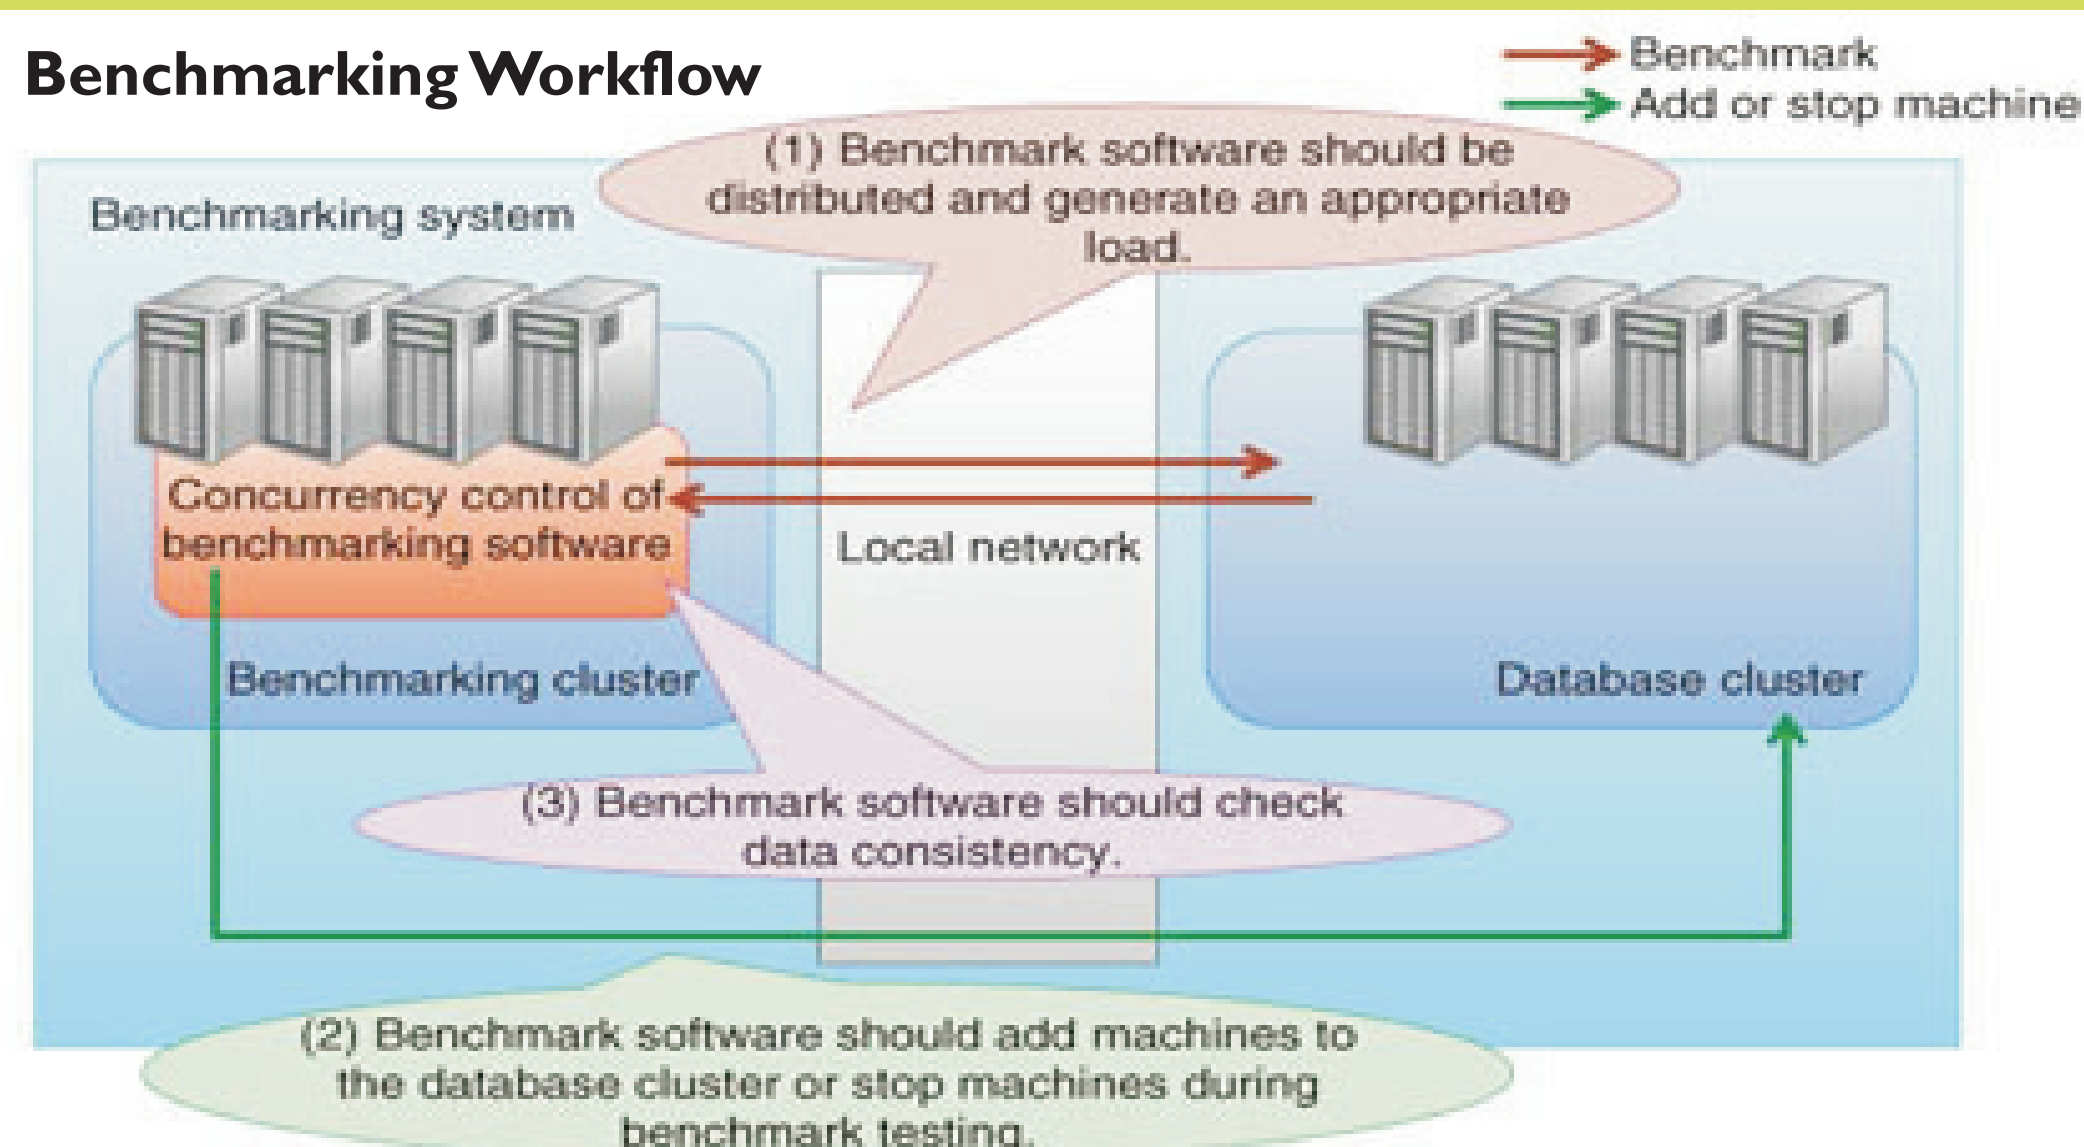 Benchmarking Workflow
Benchmark
Add or stop machine
(1) Benchmark software should be
distributed and generate an appropriate
load.
Benchmarking system
Concurrency control of
benchmarking software
Local network
Benchmarking cluster
Database cluster
(3) Benchmark software should check
data consistency.
(2) Benchmark software should add machines to
the database cluster or stop machines during
benchmark testing.